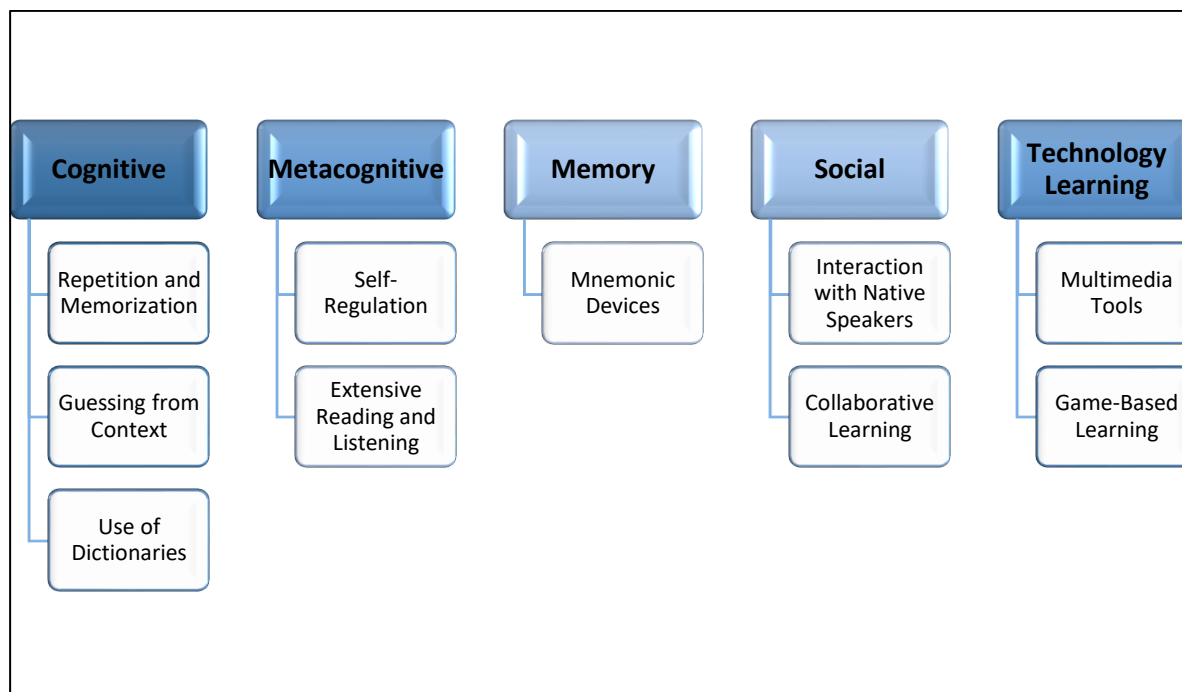 Cognitive
Repetition and
Memorization
Guessing from
Context
Use of
Dictionaries
Metacognitive
Self-
Regulation
Extensive
Reading and
Listening
Memory
Mnemonic
Devices
Social
Interaction
with Native
Speakers
Collaborative
Learning
Technology
Learning
Multimedia
Tools
Game-Based
Learning